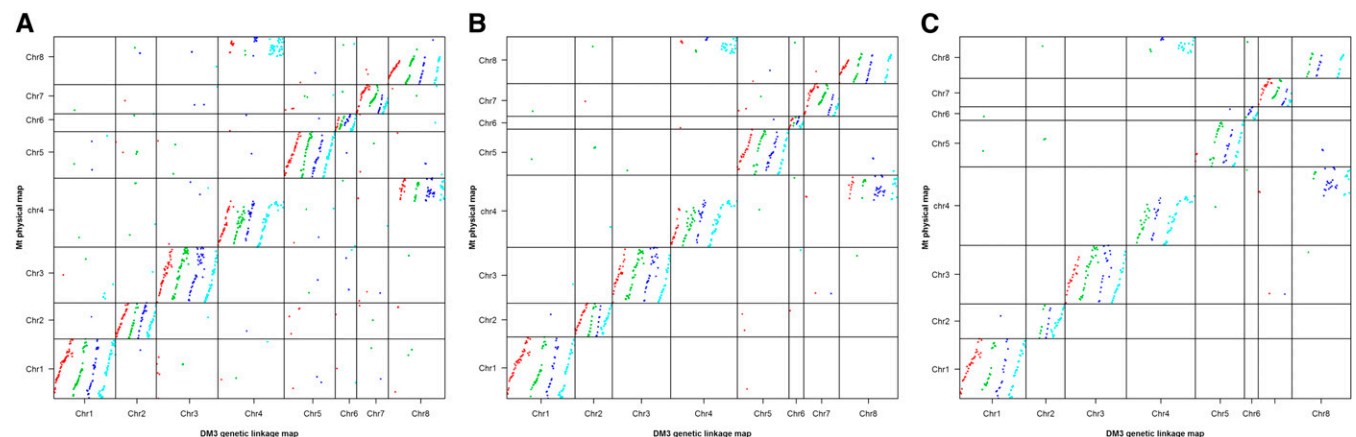 A
Chr8
Chr7
Chr6
Chr5
chr4
Chr3
Chr2
Chr1
Mt physical map
Chr1 Chr2 Chr3 Chr4 Chr5 Chr6 Chr7 Chr8
DM3 genetic linkage map
B
Chr8
Chr7
Chr6
Chr5
chr4
Chr3
Chr2
Chr1
Mt physical map
Chr1 Chr2 Chr3 Chr4 Chr5 Chr6 Chr7 Chr8
DM3 genetic linkage map
C
Chr8
Chr7
Chr6
Chr5
chr4
Chr3
Chr2
Chr1
Mt physical map
Chr1 Chr2 Chr3 Chr4 Chr5 Chr6 Chr8
DM3 genetic linkage map